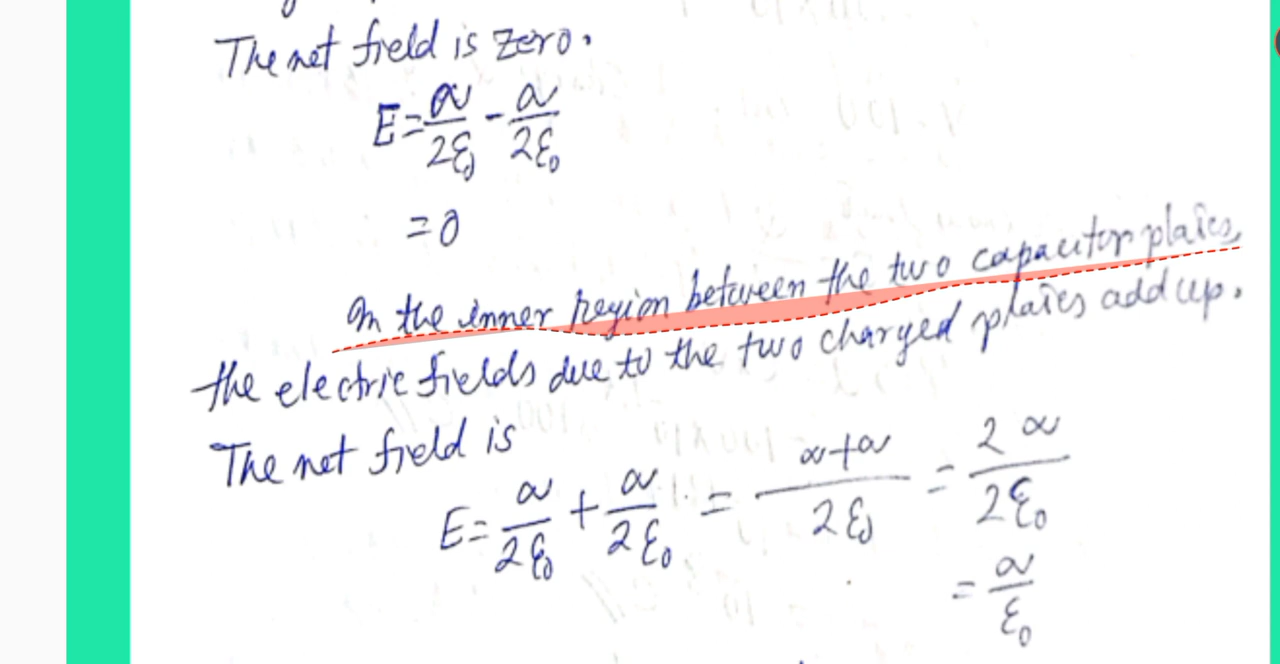 The net field is zero.
E = σ/2ε₀ - σ/2ε₀
= 0
In the inner region between the two capacitor plates,
the electric fields due to the two charged plates add up.
The net field is
E = σ/2ε₀ + σ/2ε₀ = σ+σ/2ε₀ = 2σ/2ε₀
= σ/ε₀